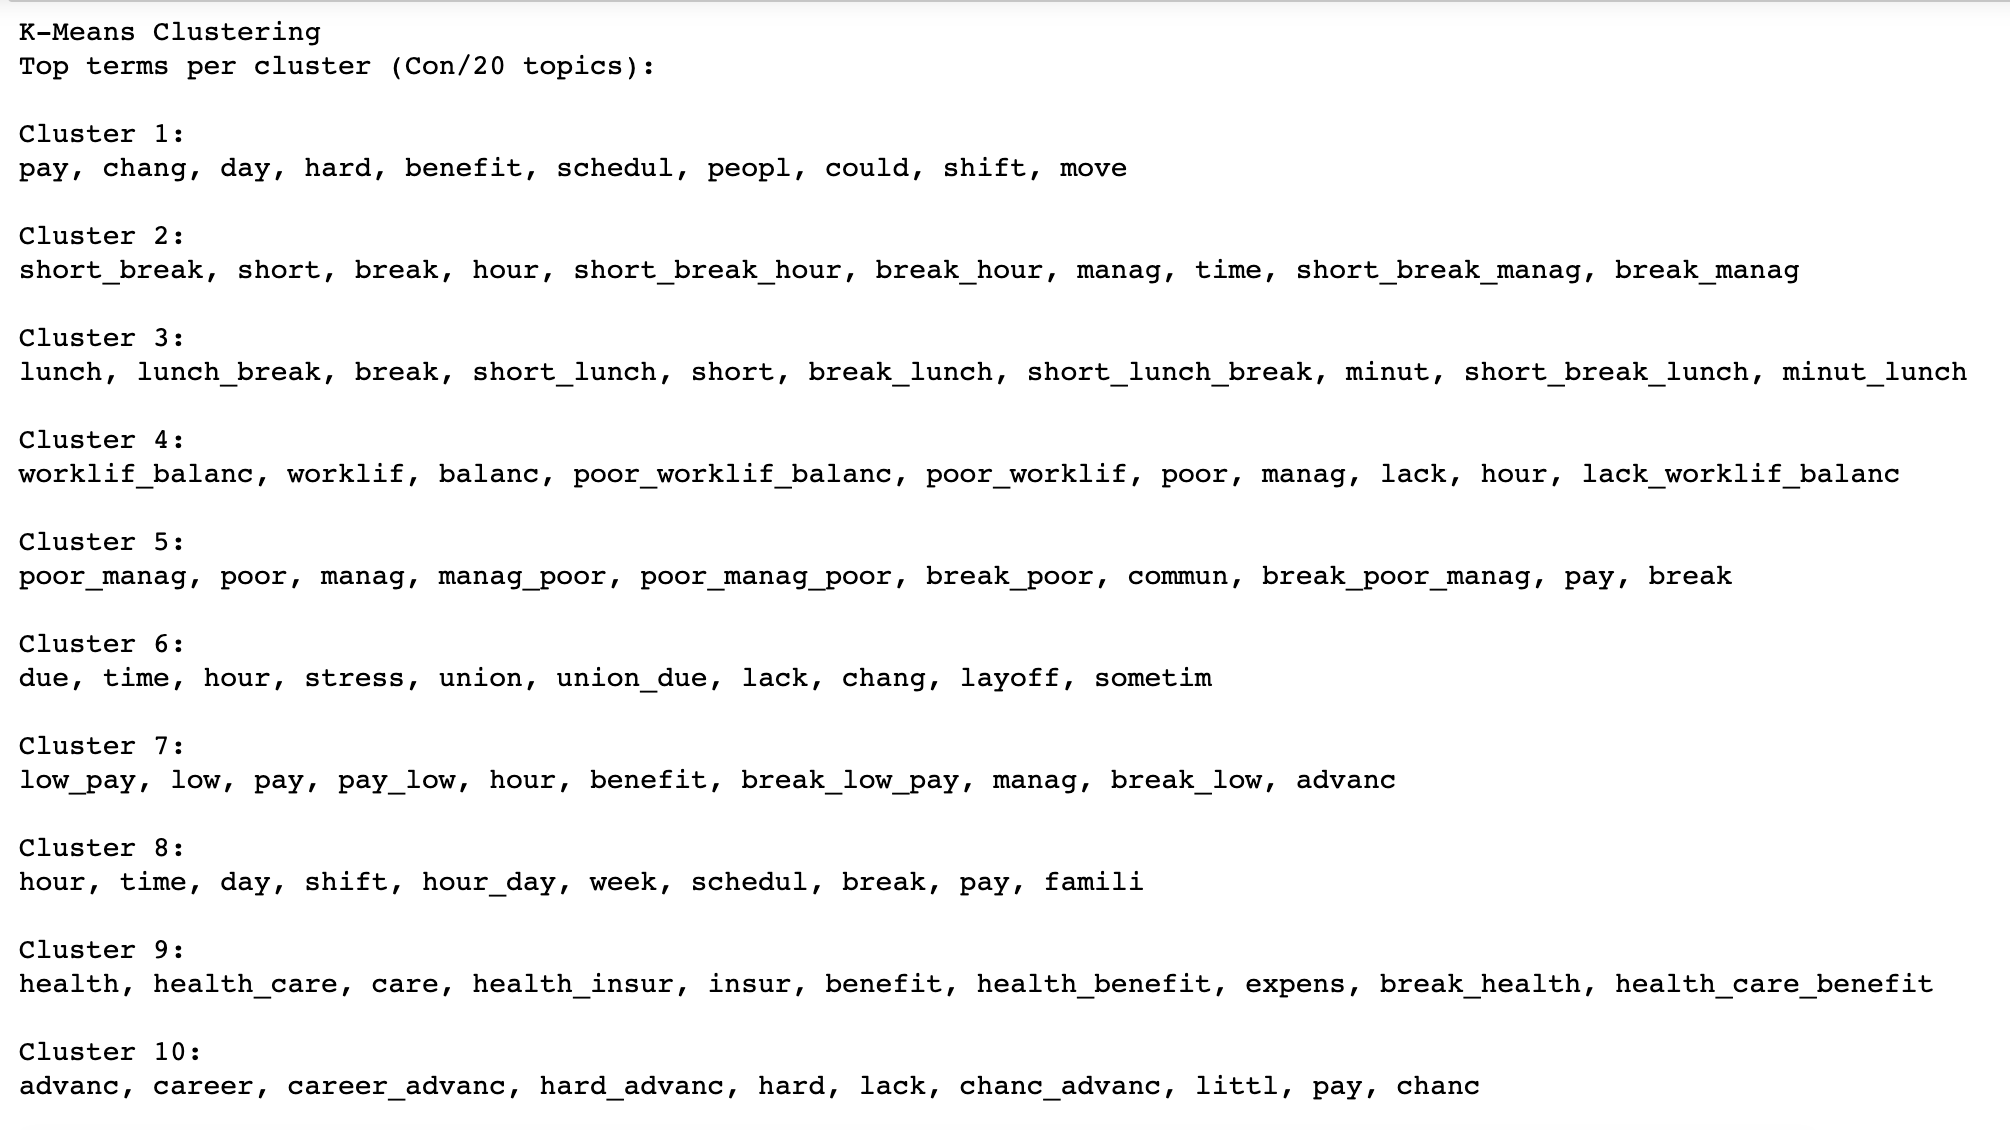 K-Means Clustering
Top terms per cluster (Con/20 topics):
Cluster 1:
pay, chang, day, hard, benefit, schedul, peopl, could, shift, move
Cluster 2:
short_break, short, break, hour, short_break_hour, break_hour, manag, time, short_break_manag, break_manag
Cluster 3:
lunch, lunch_break, break, short_lunch, short, break_lunch, short_lunch_break, minut, short_break_lunch, minut_lunch
Cluster 4:
worklif_balanc, worklif, balanc, poor_worklif_balanc, poor_worklif, poor, manag, lack, hour, lack_worklif_balanc
Cluster 5:
poor_manag, poor, manag, manag_poor, poor_manag_poor, break_poor, commun, break_poor_manag, pay, break
Cluster 6:
due, time, hour, stress, union, union_due, lack, chang, layoff, sometim
Cluster 7:
low_pay, low, pay, pay_low, hour, benefit, break_low_pay, manag, break_low, advanc
Cluster 8:
hour, time, day, shift, hour_day, week, schedul, break, pay, famili
Cluster 9:
health, health_care, care, health_insur, insur, benefit, health_benefit, expens, break_health, health_care_benefit
Cluster 10:
advanc, career, career_advanc, hard_advanc, hard, lack, chanc_advanc, littl, pay, chanc